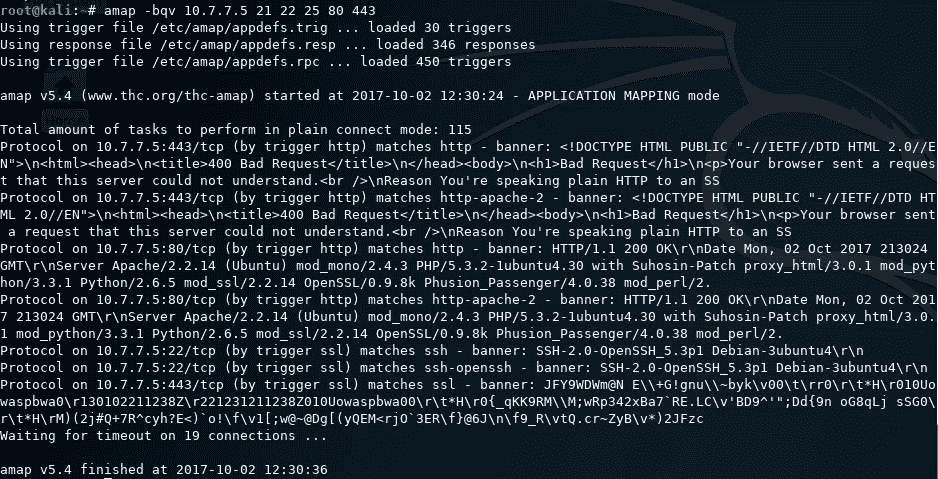 root@kali:~# amap -bqv 10.7.7.5 21 22 25 80 443
Using trigger file /etc/amap/appdefs.trig ... loaded 30 triggers
Using response file /etc/amap/appdefs.resp ... loaded 346 responses
Using trigger file /etc/amap/appdefs.rpc ... loaded 450 triggers
amap v5.4 (www.thc.org/thc-amap) started at 2017-10-02 12:30:24 - APPLICATION MAPPING mode
Total amount of tasks to perform in plain connect mode: 115
Protocol on 10.7.7.5:443/tcp (by trigger http) matches http - banner: <!DOCTYPE HTML PUBLIC "-//IETF//DTD HTML 2.0//E
N">\n<html><head>\n<title>400 Bad Request</title>\n</head><body>\n<h1>Bad Request</h1>\n<p>Your browser sent a reques
t that this server could not understand.<br />\nReason You're speaking plain HTTP to an SS
Protocol on 10.7.7.5:443/tcp (by trigger http) matches http-apache-2 - banner: <!DOCTYPE HTML PUBLIC "-//IETF//DTD HT
ML 2.0//EN">\n<html><head>\n<title>400 Bad Request</title>\n</head><body>\n<h1>Bad Request</h1>\n<p>Your browser sent
 a request that this server could not understand.<br />\nReason You're speaking plain HTTP to an SS
Protocol on 10.7.7.5:80/tcp (by trigger http) matches http - banner: HTTP/1.1 200 OK\r\nDate Mon, 02 Oct 2017 213024
GMT\r\nServer Apache/2.2.14 (Ubuntu) mod_mono/2.4.3 PHP/5.3.2-1ubuntu4.30 with Suhosin-Patch proxy_html/3.0.1 mod_pyt
hon/3.3.1 Python/2.6.5 mod_ssl/2.2.14 OpenSSL/0.9.8k Phusion_Passenger/4.0.38 mod_perl/2.
Protocol on 10.7.7.5:80/tcp (by trigger http) matches http-apache-2 - banner: HTTP/1.1 200 OK\r\nDate Mon, 02 Oct 201
7 213024 GMT\r\nServer Apache/2.2.14 (Ubuntu) mod_mono/2.4.3 PHP/5.3.2-1ubuntu4.30 with Suhosin-Patch proxy_html/3.0.
1 mod_python/3.3.1 Python/2.6.5 mod_ssl/2.2.14 OpenSSL/0.9.8k Phusion_Passenger/4.0.38 mod_perl/2.
Protocol on 10.7.7.5:22/tcp (by trigger ssl) matches ssh - banner: SSH-2.0-OpenSSH_5.3p1 Debian-3ubuntu4\r\n
Protocol on 10.7.7.5:22/tcp (by trigger ssl) matches ssh-openssh - banner: SSH-2.0-OpenSSH_5.3p1 Debian-3ubuntu4\r\n
Protocol on 10.7.7.5:443/tcp (by trigger ssl) matches ssl - banner: JFY9WDWm@N E\\+G!gnu\\~byk\v00\t\rr0\r\t*H\r010Uo
waspbwa0\r130102211238Z\r221231211238Z010Uowaspbwa00\r\t*H\r0{_qKK9RM\\M;wRp342xBa7`RE.LC\v'BD9^'";Dd{9n oG8qLj sSG0\
r\t*H\rM)(2j#Q+7R^cyh?E<)`o!\f\v1[;w@~@Dg[(yQEM<rjO`3ER\f}@6J\n\f9_R\vtQ.cr~ZyB\v*)2JFzc
Waiting for timeout on 19 connections ...
amap v5.4 finished at 2017-10-02 12:30:36